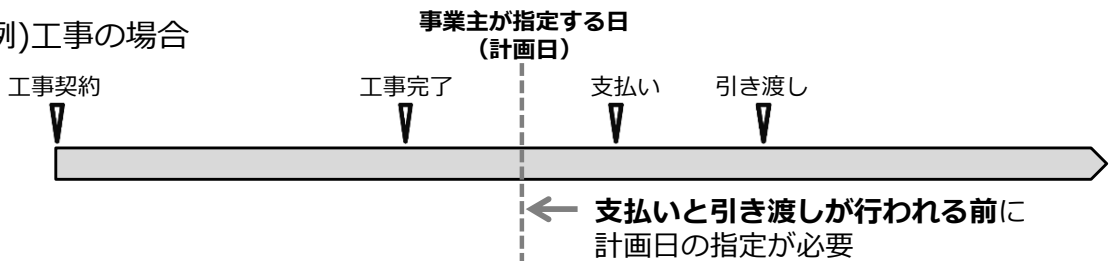 例)工事の場合
事業主が指定する日
（計画日）
工事契約
工事完了
支払い
引き渡し
支払いと引き渡しが行われる前に
計画日の指定が必要